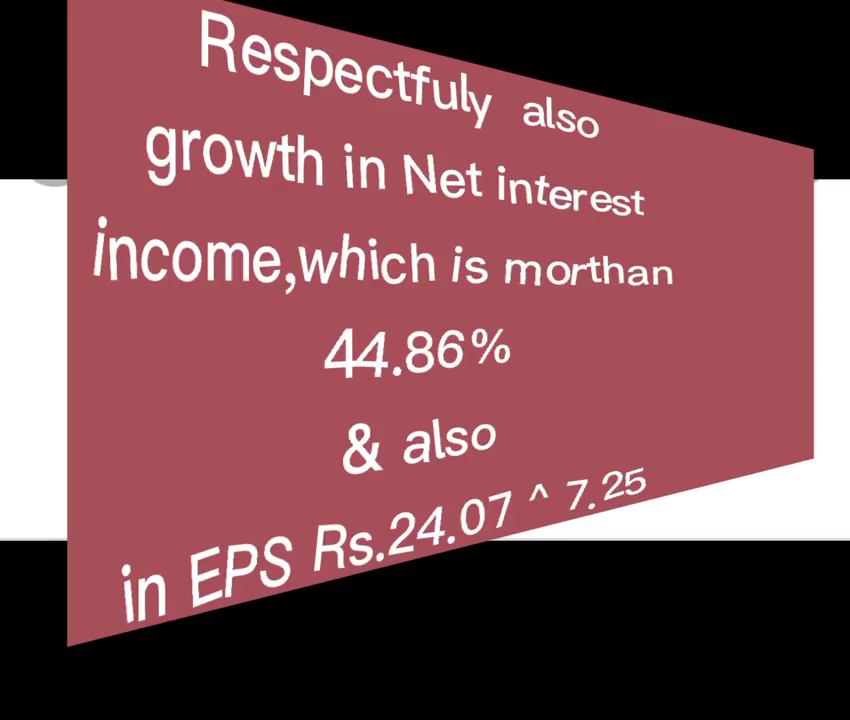 Respectfuly also
growth in Net interest
income,which is morthan
44.86%
& also
in EPS Rs.24.07 ^ 7.25